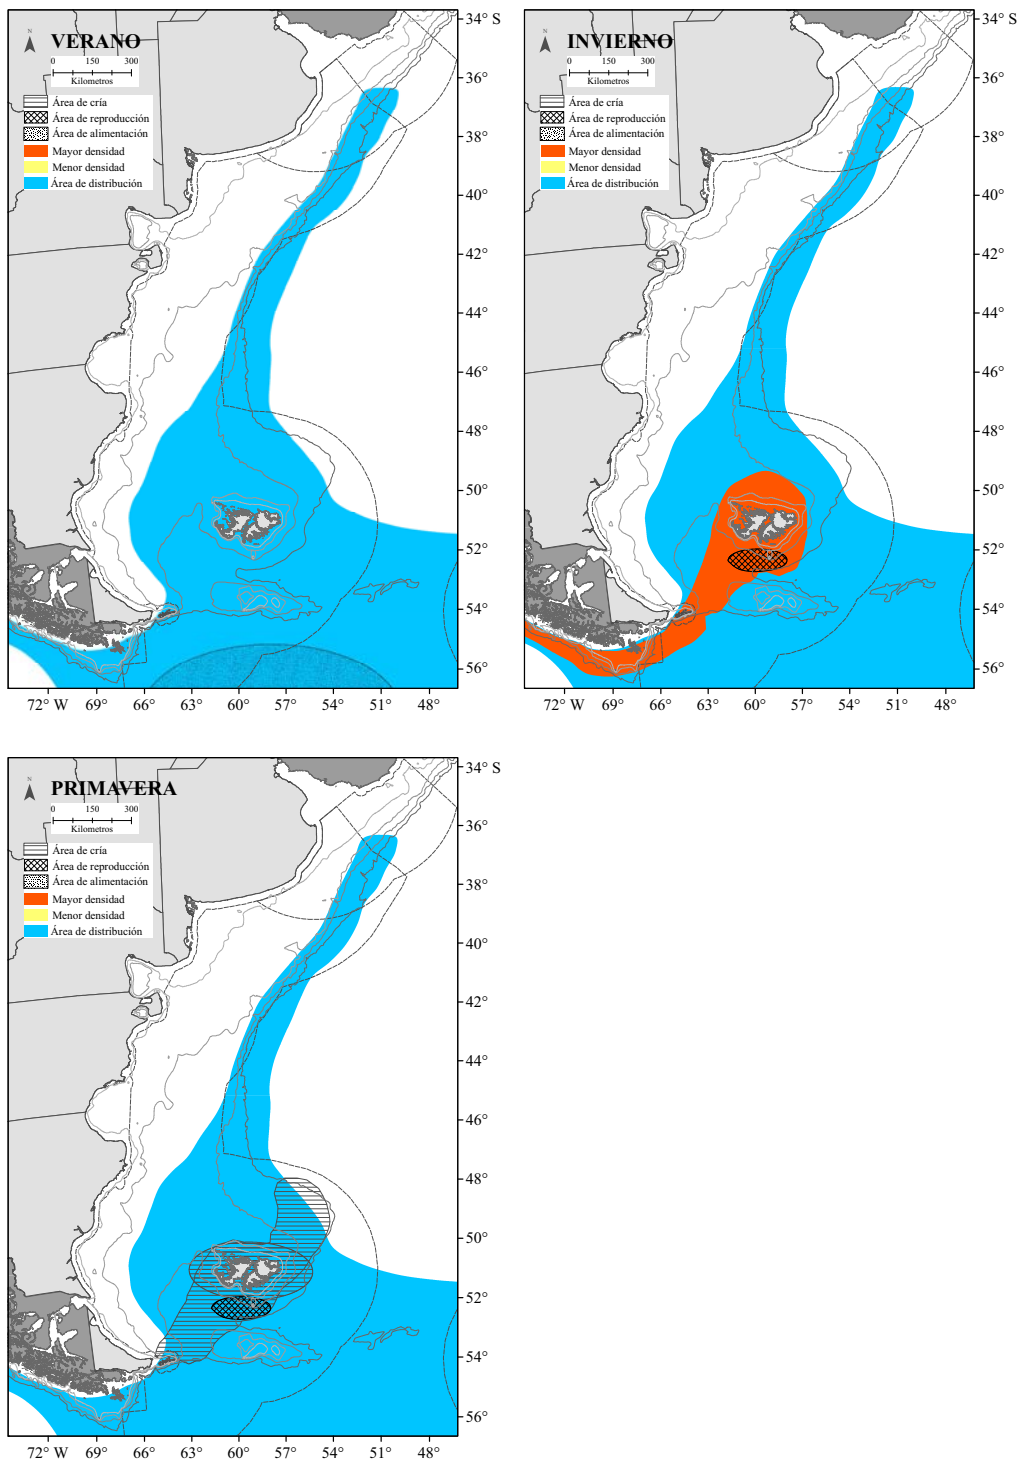 N
VERANO
0 150 300
Kilometros
Área de cría
Área de reproducción
Área de alimentación
Mayor densidad
Menor densidad
Área de distribución
34° S
36°
38°
40°
42°
44°
46°
48°
50°
52°
54°
56°
72° W 69° 66° 63° 60° 57° 51° 48°
N
INVIERNO
0 150 300
Kilometros
Área de cría
Área de reproducción
Área de alimentación
Mayor densidad
Menor densidad
Área de distribución
34° S
36°
38°
40°
42°
44°
46°
48°
50°
52°
54°
56°
72° W 69° 66° 63° 60° 57° 51° 48°
N
PRIMAVERA
0 150 300
Kilometros
Área de cría
Área de reproducción
Área de alimentación
Mayor densidad
Menor densidad
Área de distribución
34° S
36°
38°
40°
42°
44°
46°
48°
50°
52°
54°
56°
72° W 69° 66° 63° 60° 57° 51° 48°